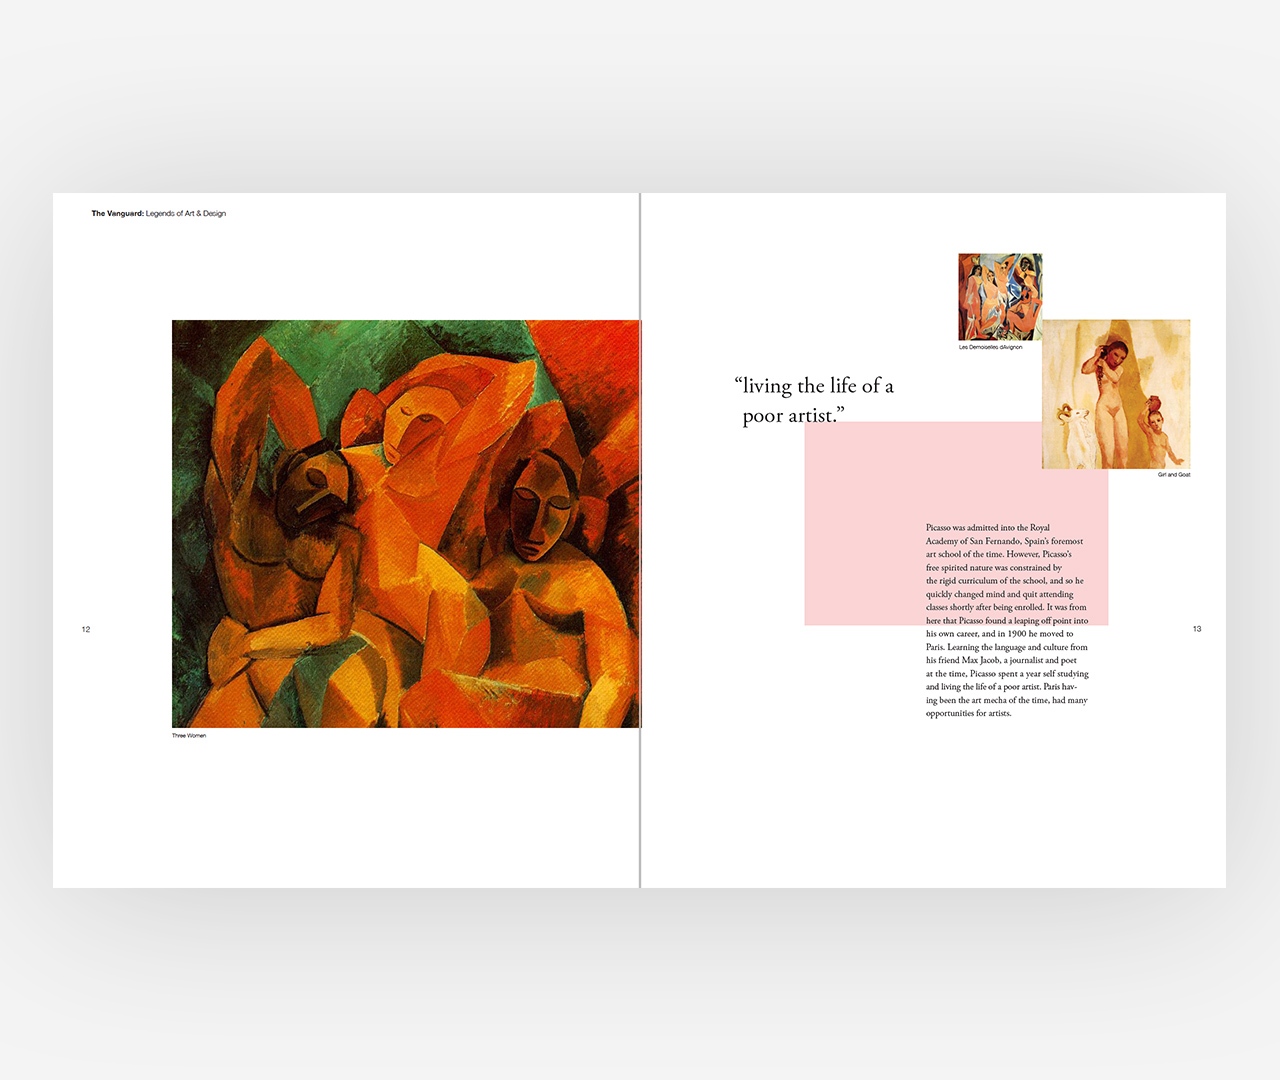 The Vanguard: Legends of Art & Design
12
Three Women
Les Demoiselles dAvignon
Girl and Goat
“living the life of a
poor artist.”
Picasso was admitted into the Royal
Academy of San Fernando, Spain’s foremost
art school of the time. However, Picasso’s
free spirited nature was constrained by
the rigid curriculum of the school, and so he
quickly changed mind and quit attending
classes shortly after being enrolled. It was from
here that Picasso found a leaping off point into
his own career, and in 1900 he moved to
Paris. Learning the language and culture from
his friend Max Jacob, a journalist and poet
at the time, Picasso spent a year self studying
and living the life of a poor artist. Paris hav-
ing been the art mecha of the time, had many
opportunities for artists.
13